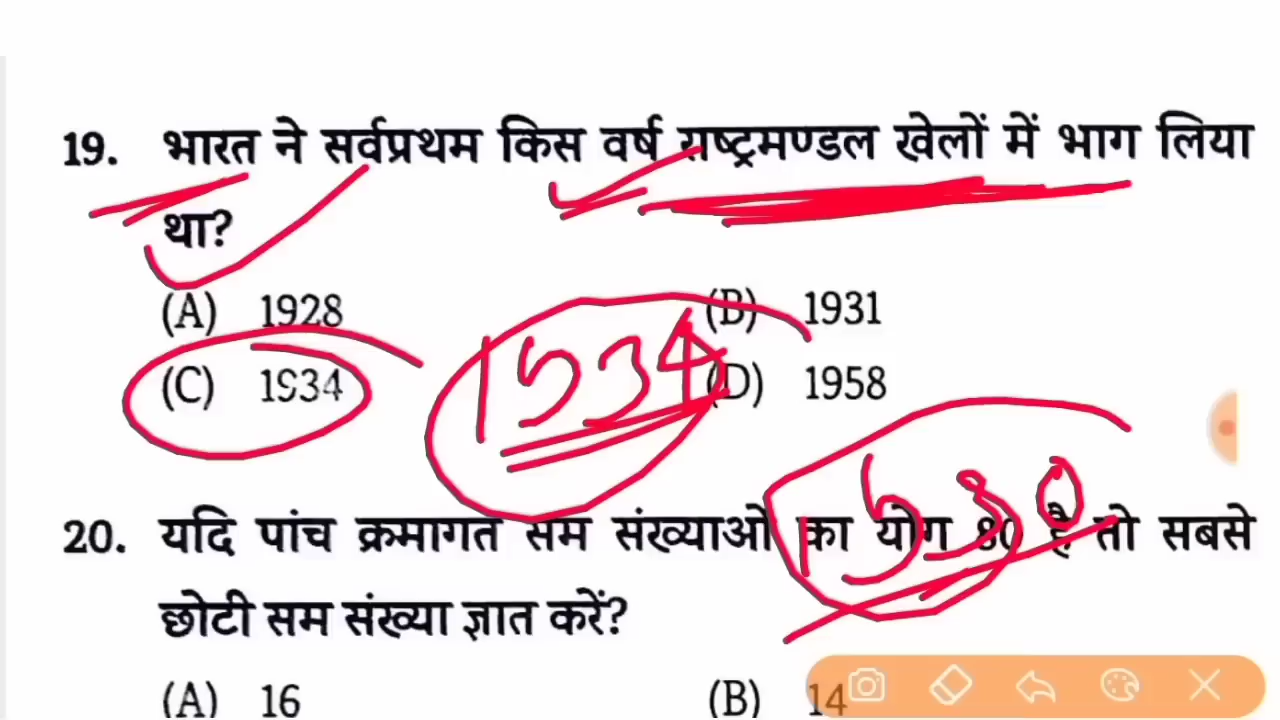 19. भारत ने सर्वप्रथम किस वर्ष राष्ट्रमण्डल खेलों में भाग लिया
था?
(A) 1928 (B) 1931
(C) 1934 (D) 1958
1934
1930
20. यदि पांच क्रमागत सम संख्याओं का योग 80 है तो सबसे
छोटी सम संख्या ज्ञात करें?
(A) 16 (B) 14